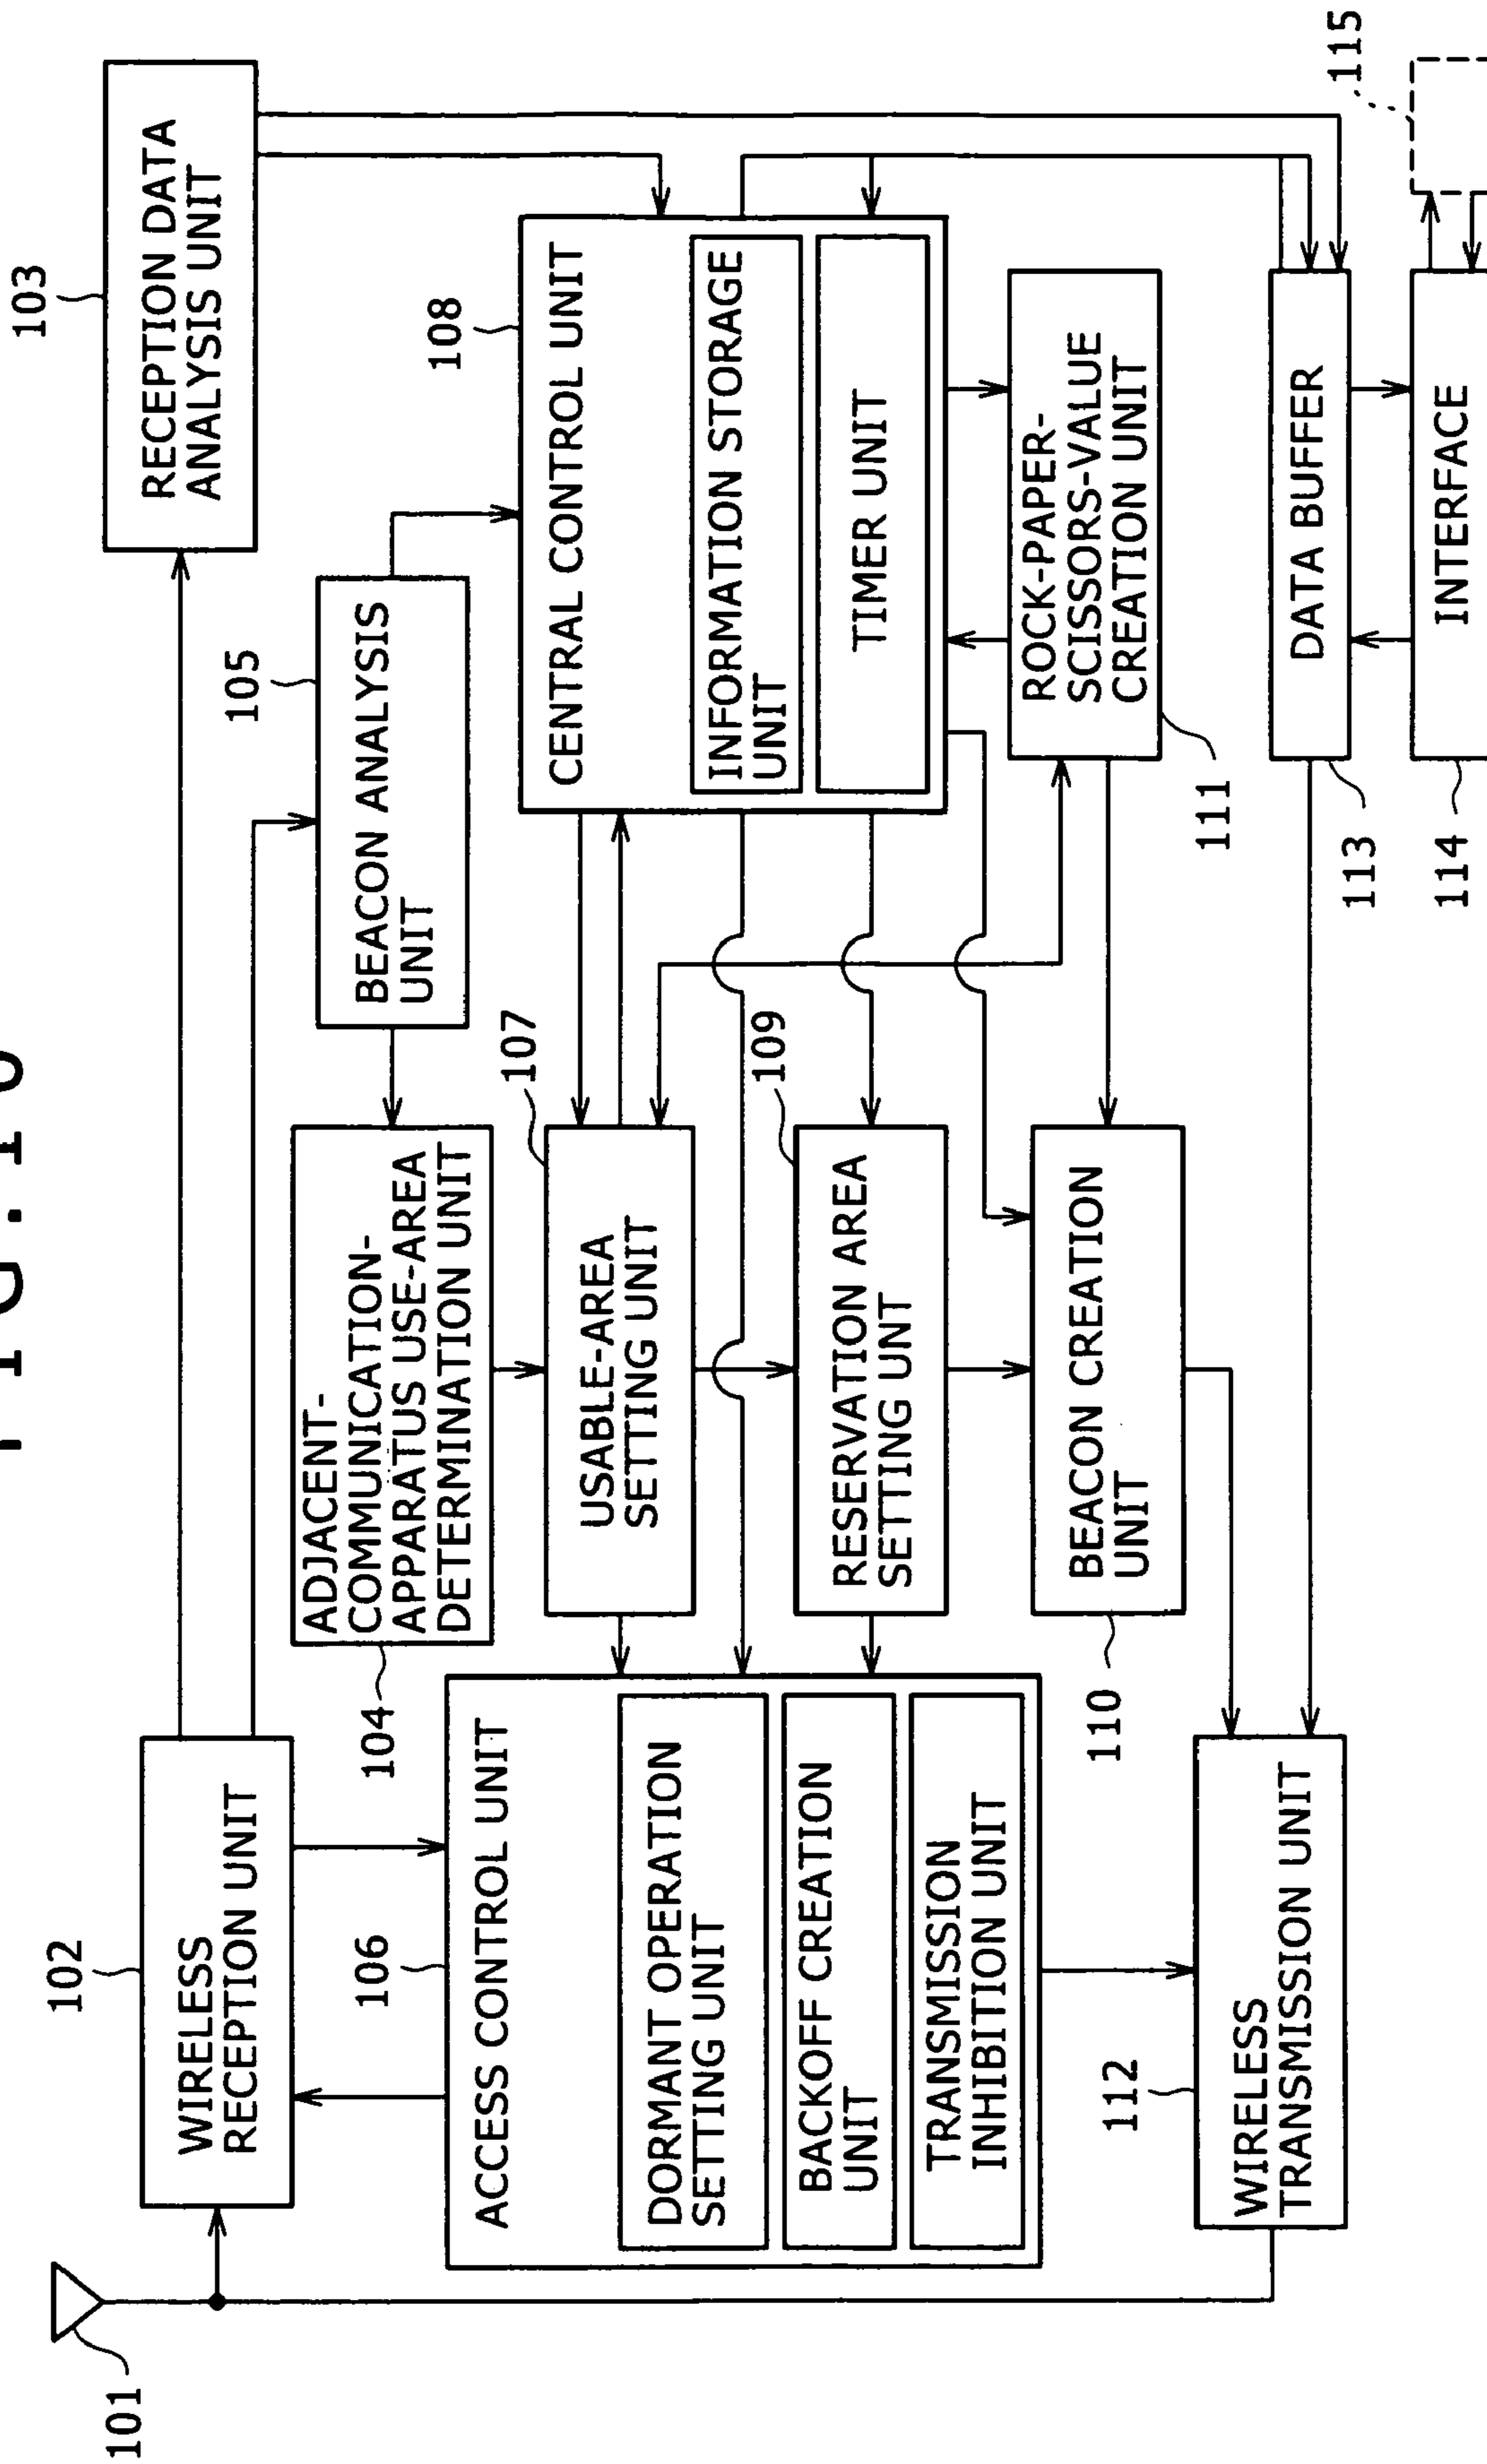 101
102
WIRELESS
RECEPTION UNIT
103
RECEPTION DATA
ANALYSIS UNIT
105
BEACON ANALYSIS
UNIT
104
ADJACENT-
COMMUNICATION-
APPARATUS USE-AREA
DETERMINATION UNIT
106
ACCESS CONTROL UNIT
DORMANT OPERATION
SETTING UNIT
BACKOFF CREATION
UNIT
TRANSMISSION
INHIBITION UNIT
107
USABLE-AREA
SETTING UNIT
108
CENTRAL CONTROL UNIT
INFORMATION STORAGE
UNIT
TIMER UNIT
109
RESERVATION AREA
SETTING UNT
110
BEACON CREATION
UNIT
111
ROCK-PAPER-
SCISSORS-VALUE
CREATION UNIT
112
WIRELESS
TRANSMISSION UNIT
113
DATA BUFFER
114
INTERFACE
115